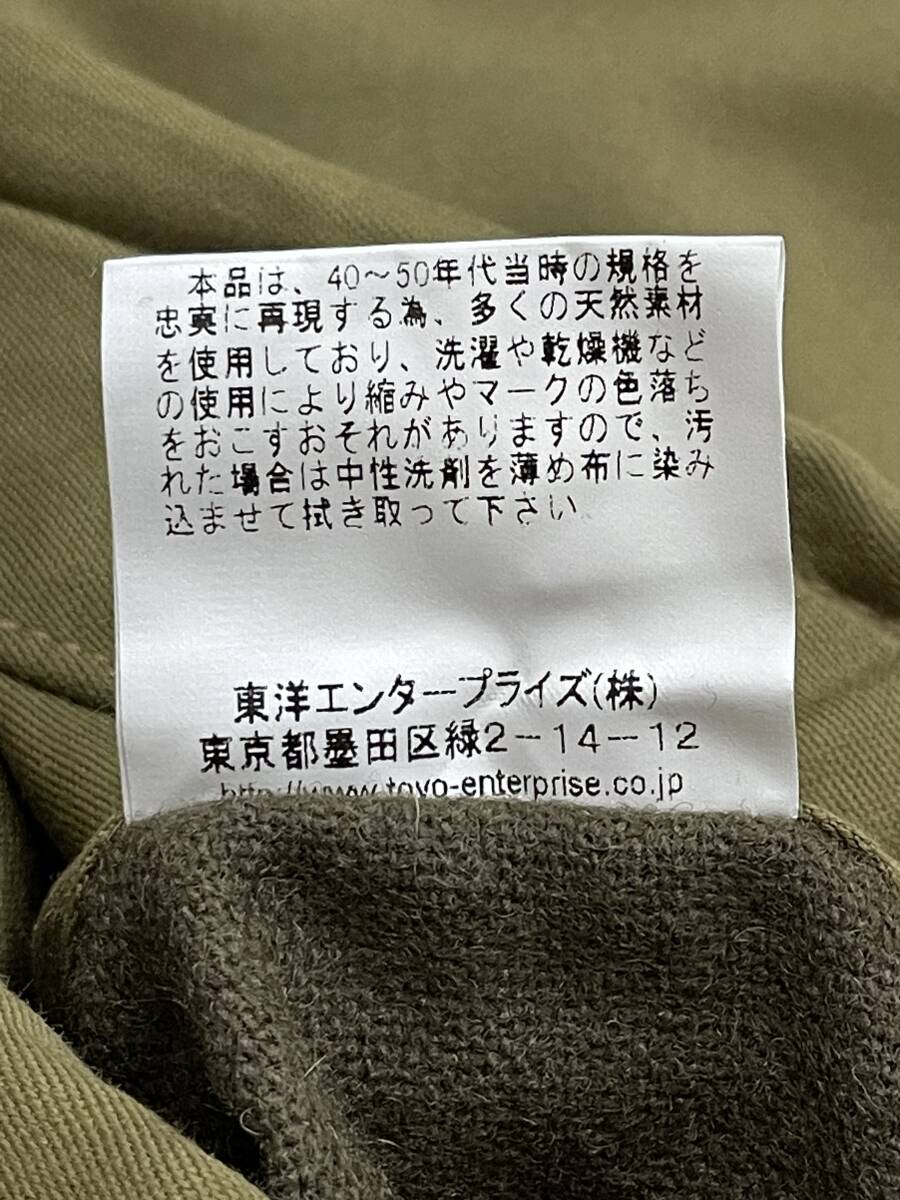 本品は、40～50年代当時の規格を
忠実に再現する為、多くの天然素材
を使用しており、洗濯や乾燥機など
の使用により縮みやマークの色落ち
をおこすおそれがありますので、汚
れた場合は中性洗剤を薄め布に染み
込ませて拭き取って下さい。
東洋エンタープライズ(株)
東京都墨田区緑2－14－12
http://www.toyo-enterprise.co.jp